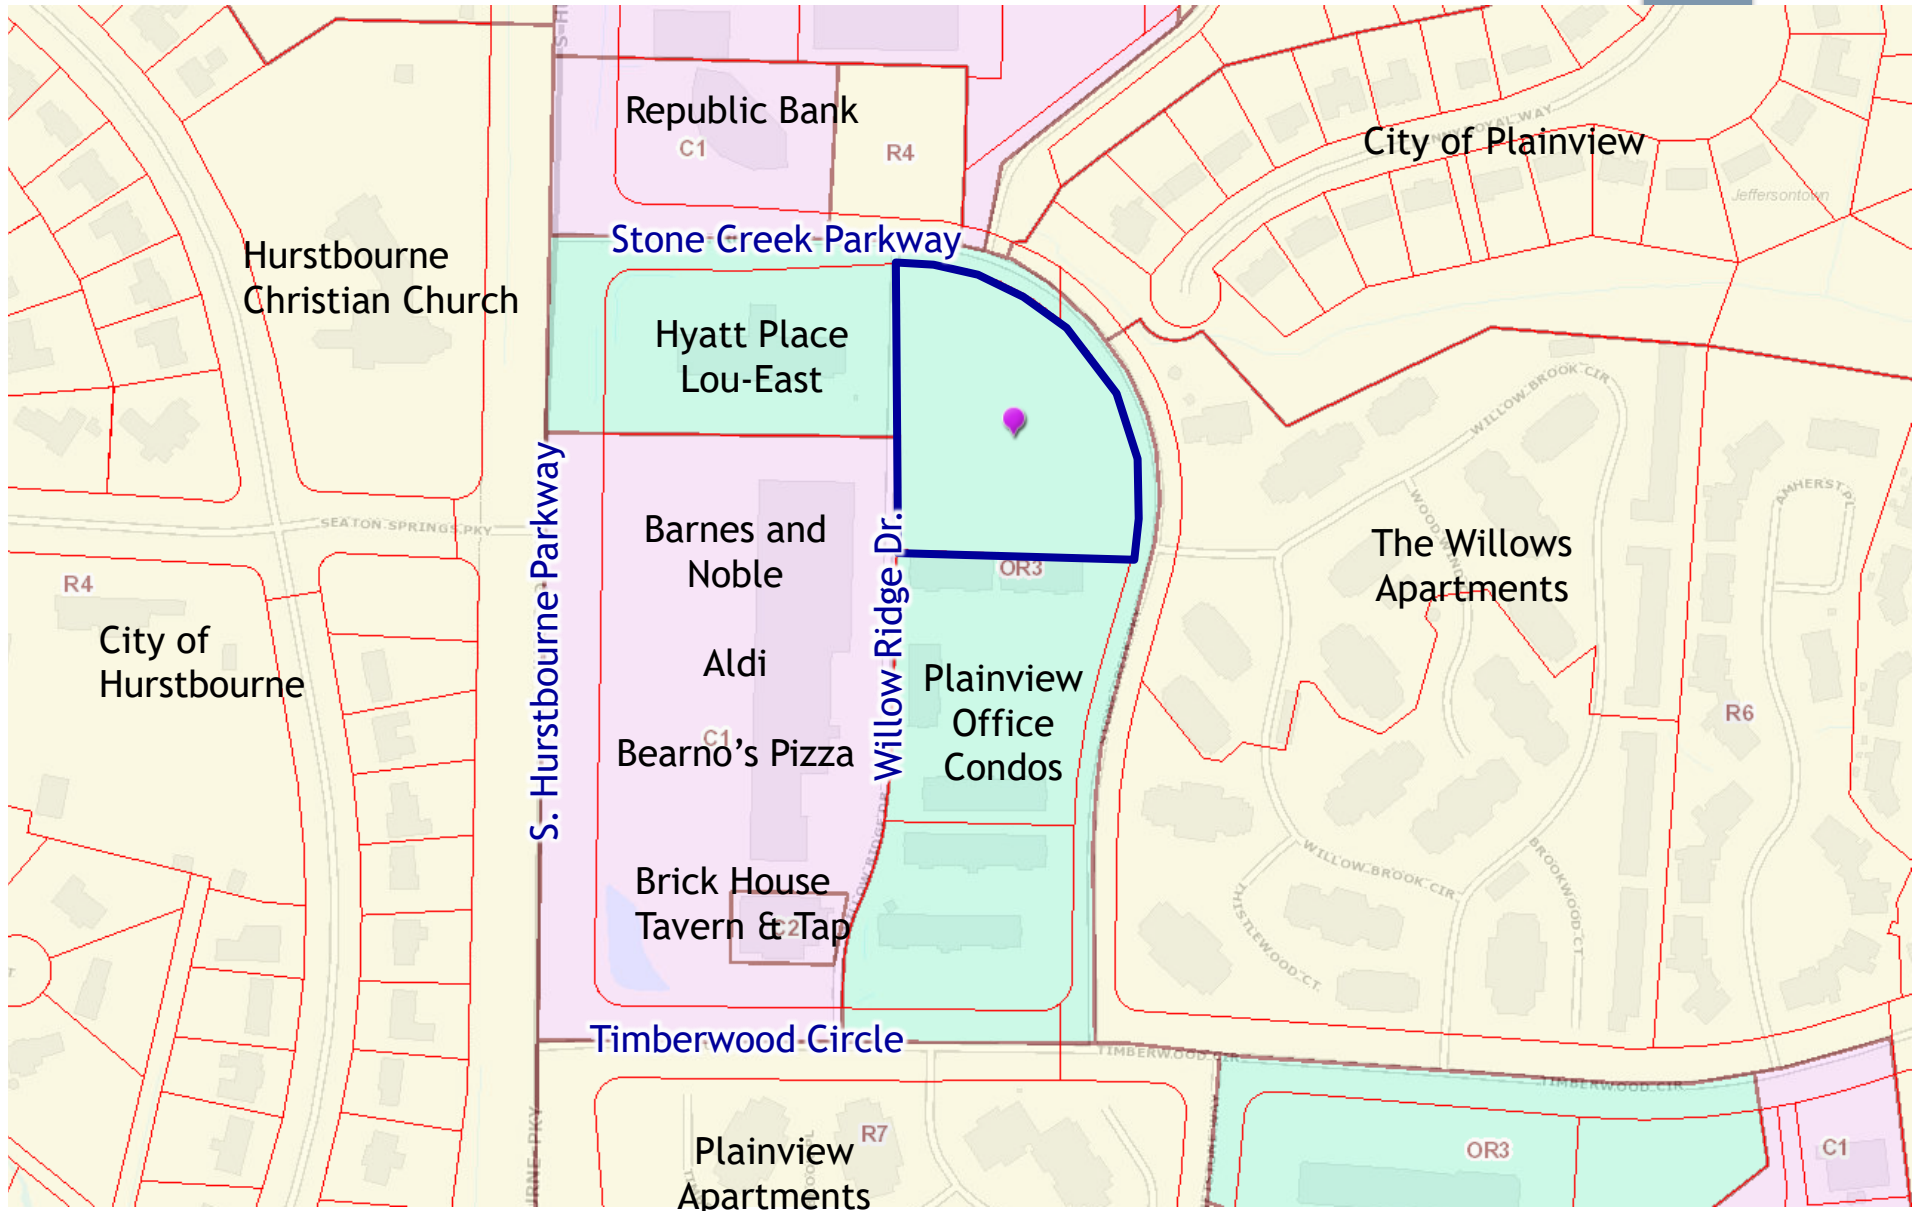 Republic Bank
C1
R4
City of Plainview
Jeffersontown
Stone Creek Parkway
Hurstbourne
Christian Church
Hyatt Place
Lou-East
WILLOW BROOK CIR
S. Hurstbourne Parkway
SEATON SPRINGS PKY
Barnes and
Noble
Willow Ridge Dr.
OR3
The Willows
Apartments
AMHERST PL
R4
City of
Hurstbourne
Aldi
C1
Bearno's Pizza
Plainview
Office
Condos
R6
Brick House
Tavern & Tap
C2
WILLOW BROOK CIR
BROOKWOOD CT
THISTLEWOOD CT
Timberwood Circle
TIMBERWOOD CIR
TIMBERWOOD CIR
Plainview
Apartments
R7
OR3
C1